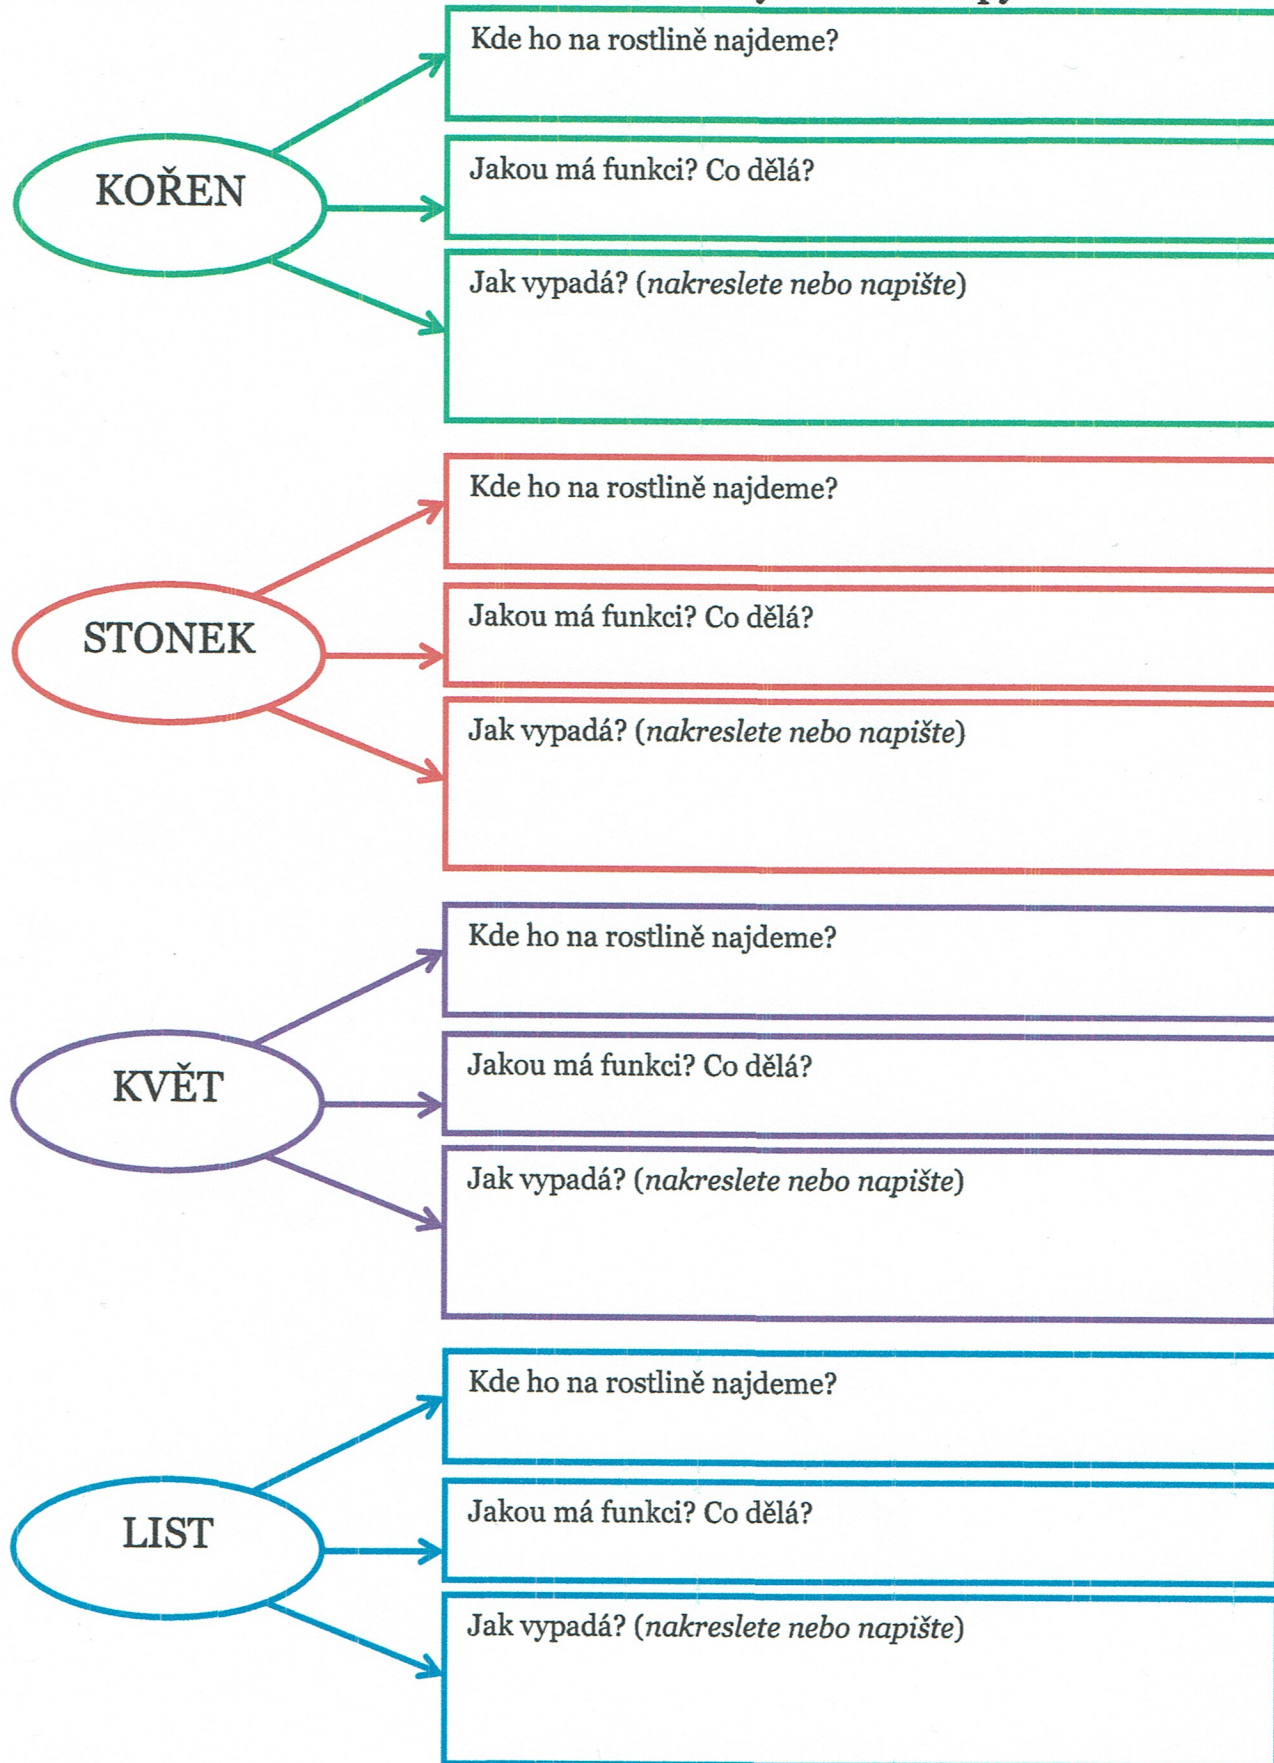 KOŘEN
Kde ho na rostlině najdeme?
Jakou má funkci? Co dělá?
Jak vypadá? (nakreslete nebo napište)
STONEK
Kde ho na rostlině najdeme?
Jakou má funkci? Co dělá?
Jak vypadá? (nakreslete nebo napište)
KVĚT
Kde ho na rostlině najdeme?
Jakou má funkci? Co dělá?
Jak vypadá? (nakreslete nebo napište)
LIST
Kde ho na rostlině najdeme?
Jakou má funkci? Co dělá?
Jak vypadá? (nakreslete nebo napište)